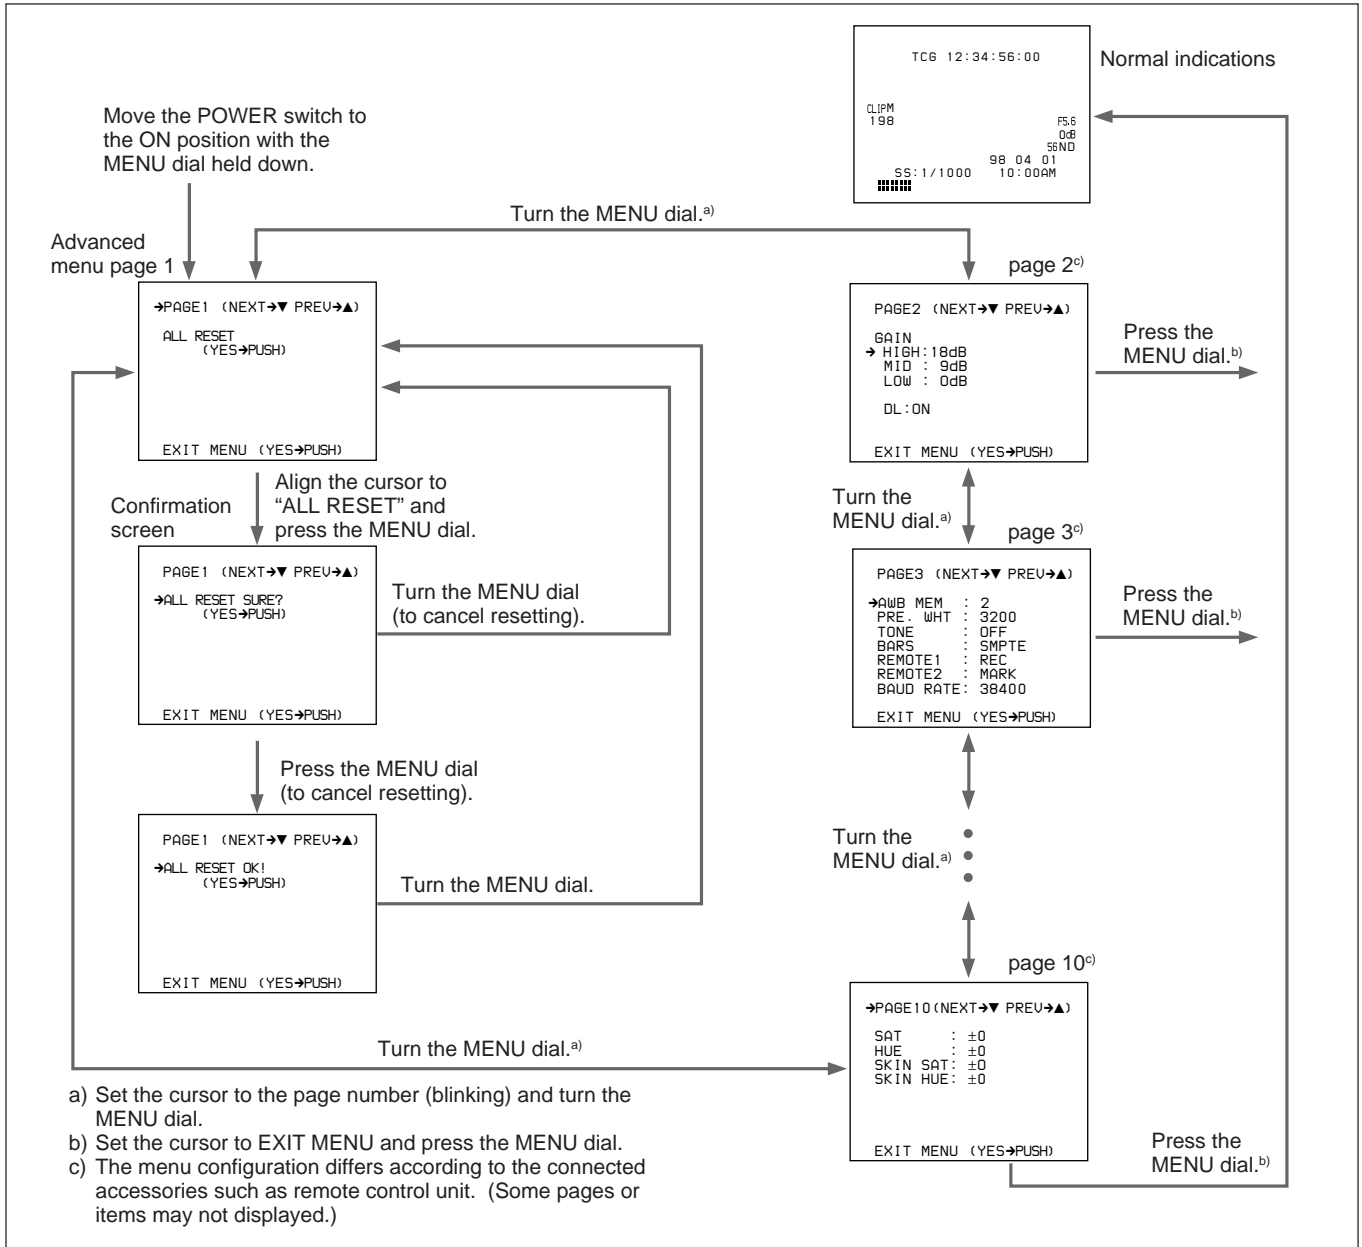 TCG 12:34:56:00
CLIPM
198
F5.6
0dB
56ND
98 04 01
SS:1/1000 10:00AM
Normal indications
Move the POWER switch to
the ON position with the
MENU dial held down.
Turn the MENU dial.a)
Advanced
menu page 1
➔PAGE1 (NEXT➔▼ PREV➔▲)
ALL RESET
(YES➔PUSH)
EXIT MENU (YES➔PUSH)
page 2c)
PAGE2 (NEXT➔▼ PREV➔▲)
GAIN
➔ HIGH:18dB
MID : 9dB
LOW : 0dB
DL:ON
EXIT MENU (YES➔PUSH)
Press the
MENU dial.b)
Confirmation
screen
Align the cursor to
“ALL RESET” and
press the MENU dial.
Turn the
MENU dial.a)
page 3c)
PAGE1 (NEXT➔▼ PREV➔▲)
➔ALL RESET SURE?
(YES➔PUSH)
EXIT MENU (YES➔PUSH)
Turn the MENU dial
(to cancel resetting).
PAGE3 (NEXT➔▼ PREV➔▲)
➔AWB MEM : 2
PRE. WHT : 3200
TONE : OFF
BARS : SMPTE
REMOTE1 : REC
REMOTE2 : MARK
BAUD RATE: 38400
EXIT MENU (YES➔PUSH)
Press the
MENU dial.b)
Press the MENU dial
(to cancel resetting).
PAGE1 (NEXT➔▼ PREV➔▲)
➔ALL RESET OK!
(YES➔PUSH)
EXIT MENU (YES➔PUSH)
Turn the MENU dial.
Turn the
MENU dial.a)
page 10c)
➔PAGE10(NEXT➔▼ PREV➔▲)
SAT : ±0
HUE : ±0
SKIN SAT: ±0
SKIN HUE: ±0
EXIT MENU (YES➔PUSH)
Turn the MENU dial.a)
Press the
MENU dial.b)
a) Set the cursor to the page number (blinking) and turn the
MENU dial.
b) Set the cursor to EXIT MENU and press the MENU dial.
c) The menu configuration differs according to the connected
accessories such as remote control unit. (Some pages or
items may not displayed.)